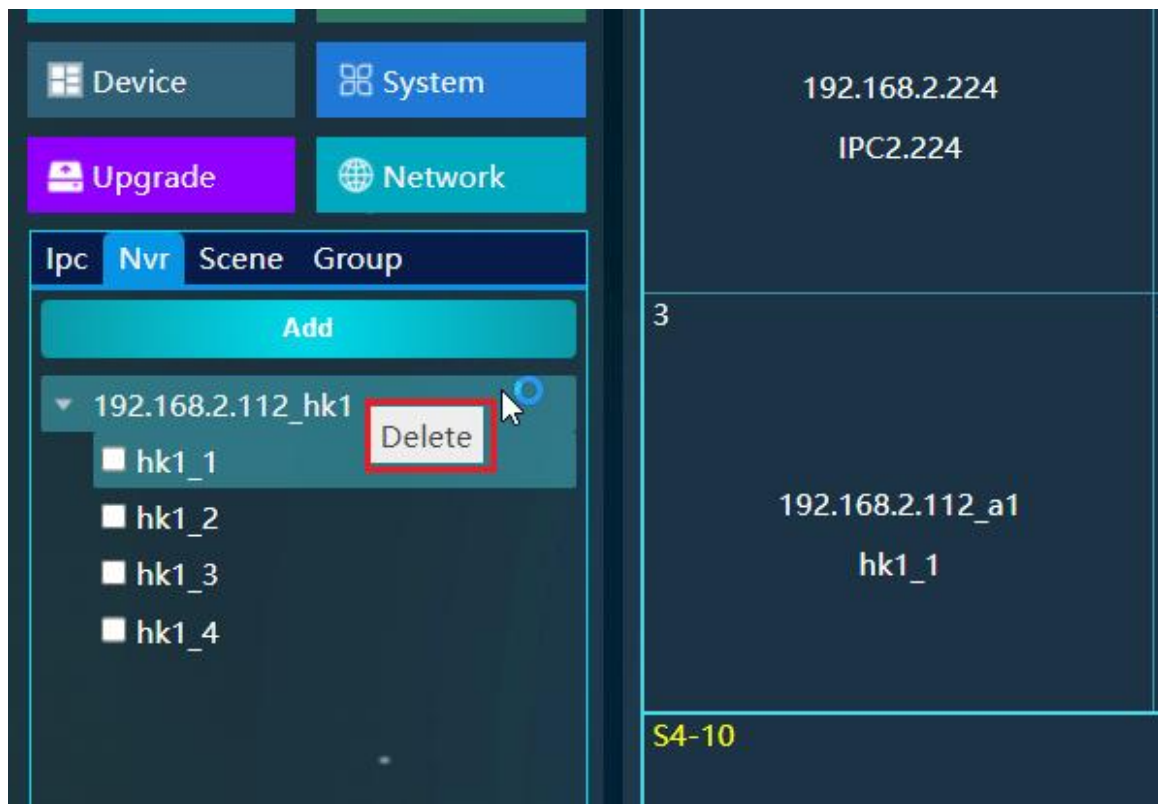 Device
System
Upgrade
Network
Ipc Nvr Scene Group
Add
192.168.2.112_hk1
Delete
hk1_1
hk1_2
hk1_3
hk1_4
192.168.2.224
IPC2.224
3
192.168.2.112_a1
hk1_1
S4-10